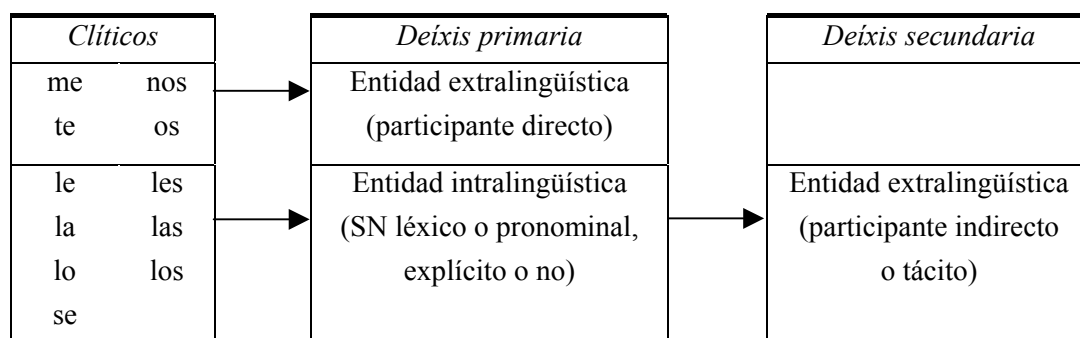 Clíticos Deíxis primaria Deíxis secundaria
me nos Entidad extralingüística
te os (participante directo)
le les Entidad intralingüística Entidad extralingüística
la las (SN léxico o pronominal, (participante indirecto
lo los explícito o no) o tácito)
se